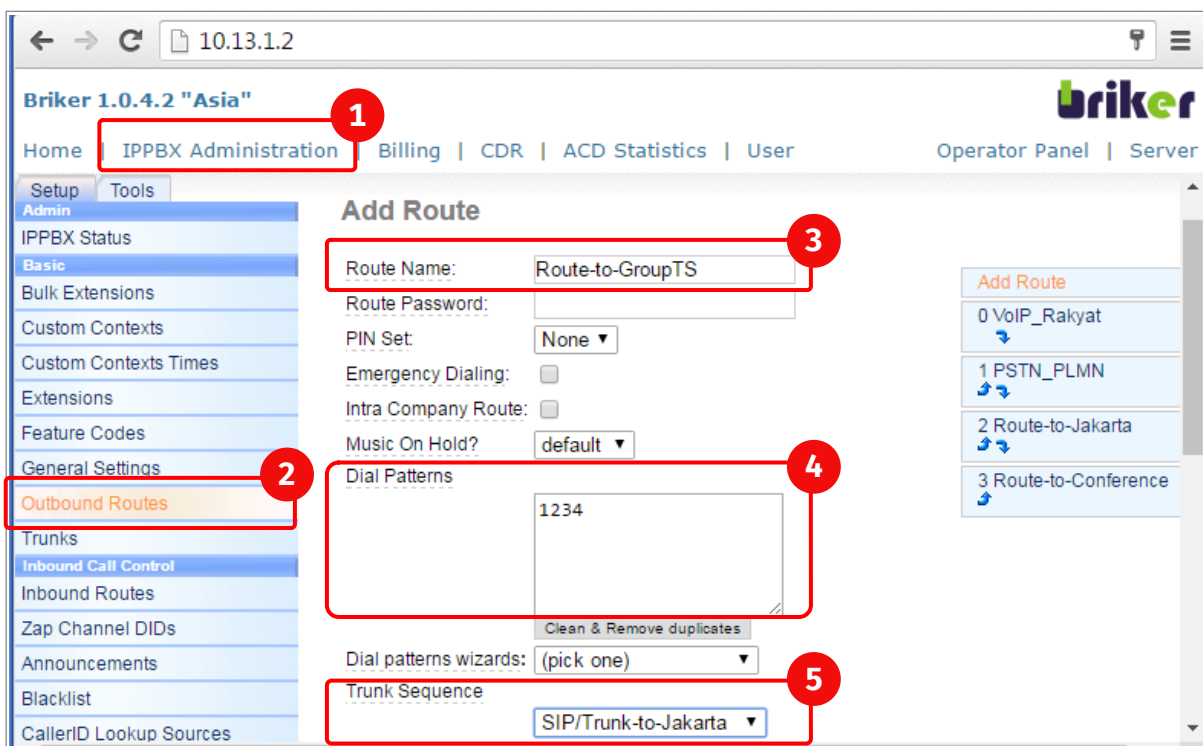 10.13.1.2
Briker 1.0.4.2 "Asia"
briker
1
Home | IPPBX Administration | Billing | CDR | ACD Statistics | User
Operator Panel | Server
Setup Tools
Admin
IPPBX Status
Basic
Bulk Extensions
Custom Contexts
Custom Contexts Times
Extensions
Feature Codes
General Settings
2
Outbound Routes
Trunks
Inbound Call Control
Inbound Routes
Zap Channel DIDs
Announcements
Blacklist
CallerID Lookup Sources
Add Route
3
Route Name: Route-to-GroupTS
Route Password:
PIN Set: None
Emergency Dialing:
Intra Company Route:
Music On Hold? default
4
Dial Patterns
1234
Clean & Remove duplicates
Dial patterns wizards: (pick one)
5
Trunk Sequence
SIP/Trunk-to-Jakarta
Add Route
0 VoIP_Rakyat
1 PSTN_PLMN
2 Route-to-Jakarta
3 Route-to-Conference